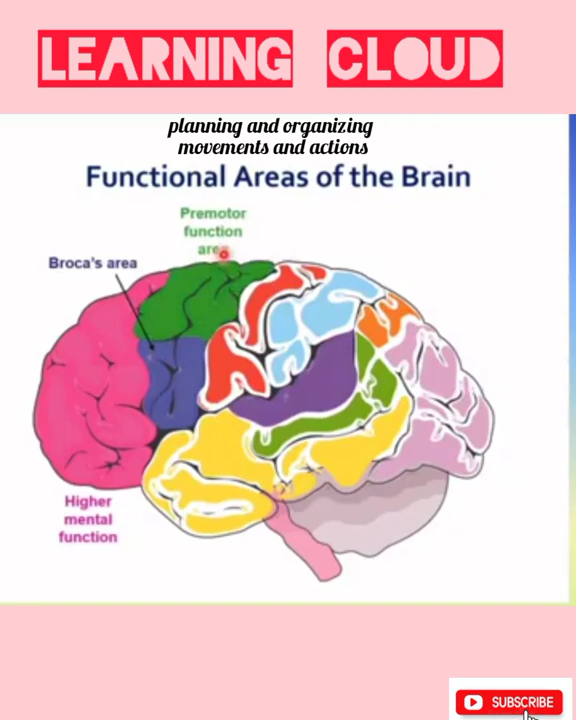 LEARNING CLOUD
planning and organizing
movements and actions
Functional Areas of the Brain
Premotor
function
area
Broca's area
Higher
mental
function
SUBSCRIBE